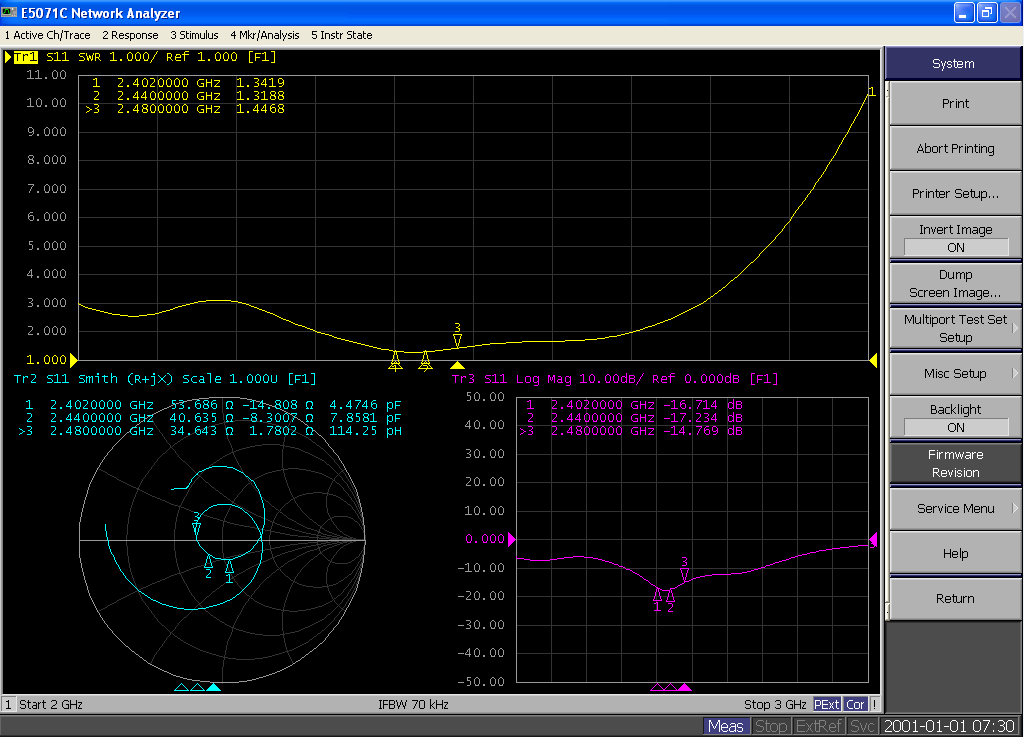 E5071C Network Analyzer
1 Active Ch/Trace 2 Response 3 Stimulus 4 Mkr/Analysis 5 Instr State
Tr1 S11 SWR 1.000/ Ref 1.000 [F1]
11.00
10.00
9.000
8.000
7.000
6.000
5.000
4.000
3.000
2.000
1.000
1 2.4020000 GHz 1.3419
2 2.4400000 GHz 1.3188
>3 2.4800000 GHz 1.4468
1
3
Tr2 S11 Smith (R+jX) Scale 1.000U [F1]
1 2.4020000 GHz 53.686 Ω -14.808 Ω 4.4746 pF
2 2.4400000 GHz 40.635 Ω -8.3007 Ω 7.8581 pF
>3 2.4800000 GHz 34.643 Ω 1.7802 Ω 114.25 pH
3
2
1
Tr3 S11 Log Mag 10.00dB/ Ref 0.000dB [F1]
50.00
40.00
30.00
20.00
10.00
0.000
-10.00
-20.00
-30.00
-40.00
-50.00
1 2.4020000 GHz -16.714 dB
2 2.4400000 GHz -17.234 dB
>3 2.4800000 GHz -14.769 dB
3
1 2
1 Start 2 GHz IFBW 70 kHz Stop 3 GHz PExt Cor !
System
Print
Abort Printing
Printer Setup...
Invert Image
ON
Dump
Screen Image...
Multiport Test Set
Setup
Misc Setup
Backlight
ON
Firmware
Revision
Service Menu
Help
Return
Meas Stop ExtRef Svc 2001-01-01 07:30